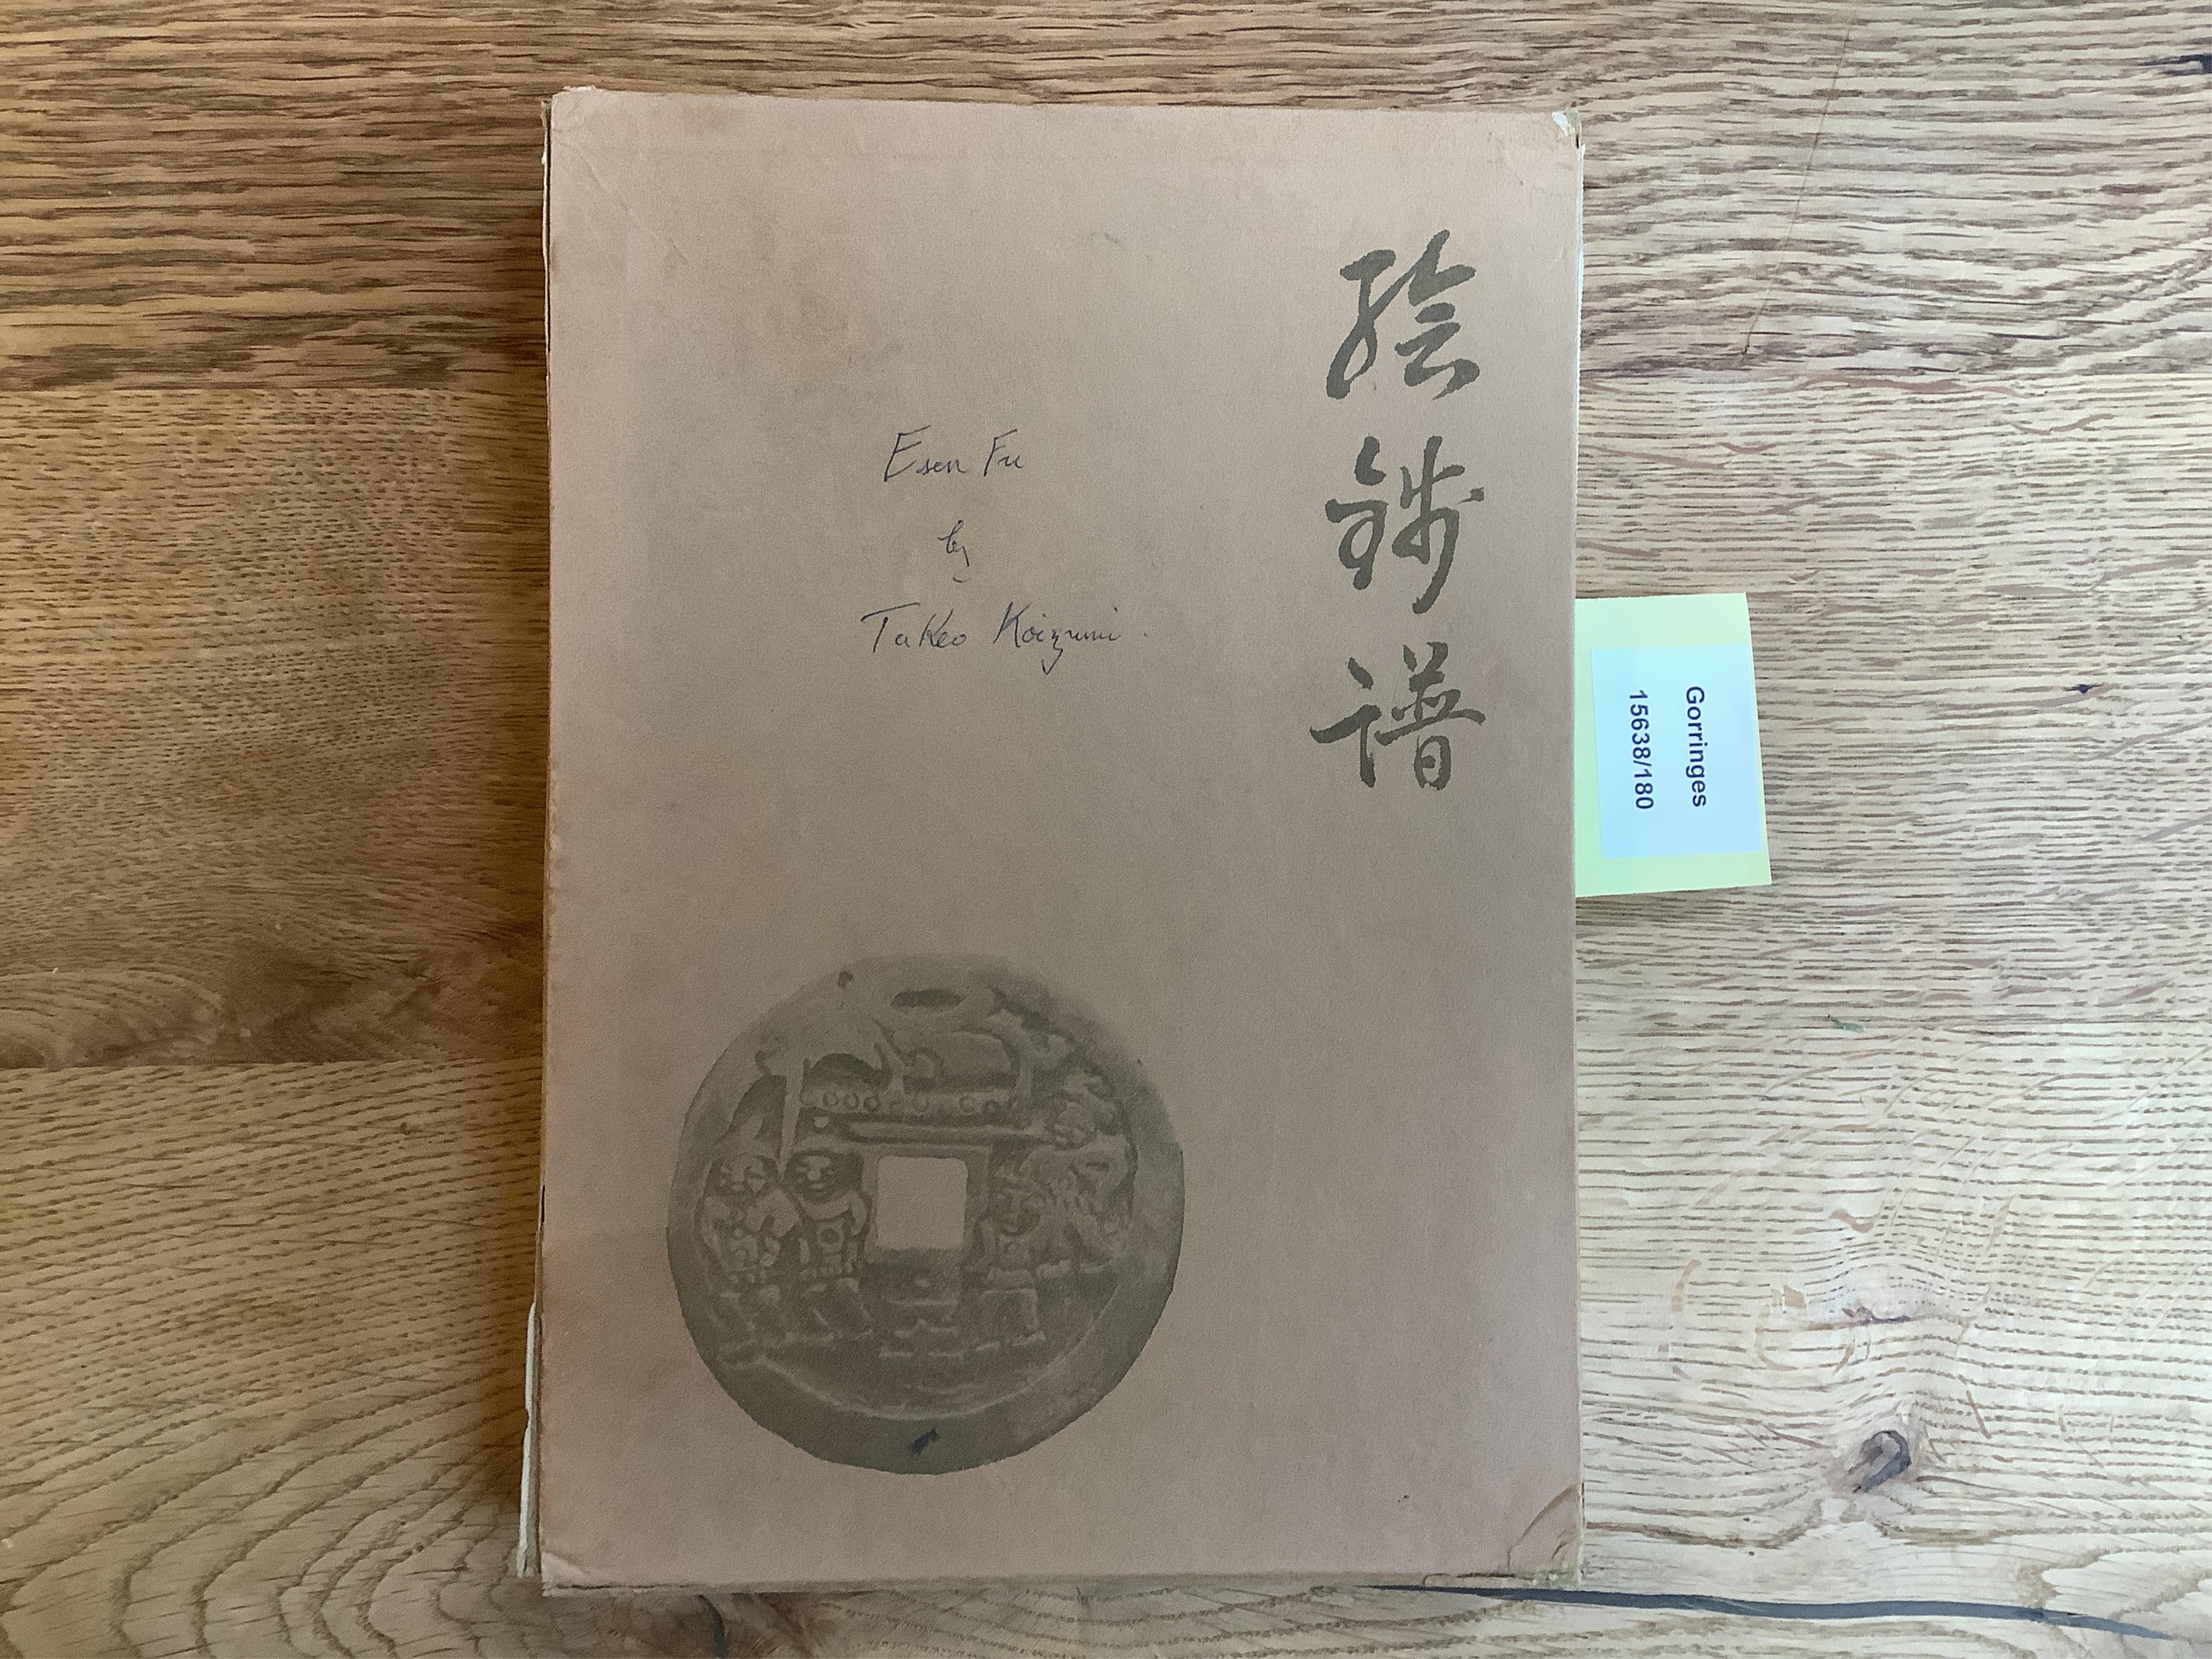 絵銭譜
Esen Fu
by
Takeo Koizumi.
Gorringes
15638/180